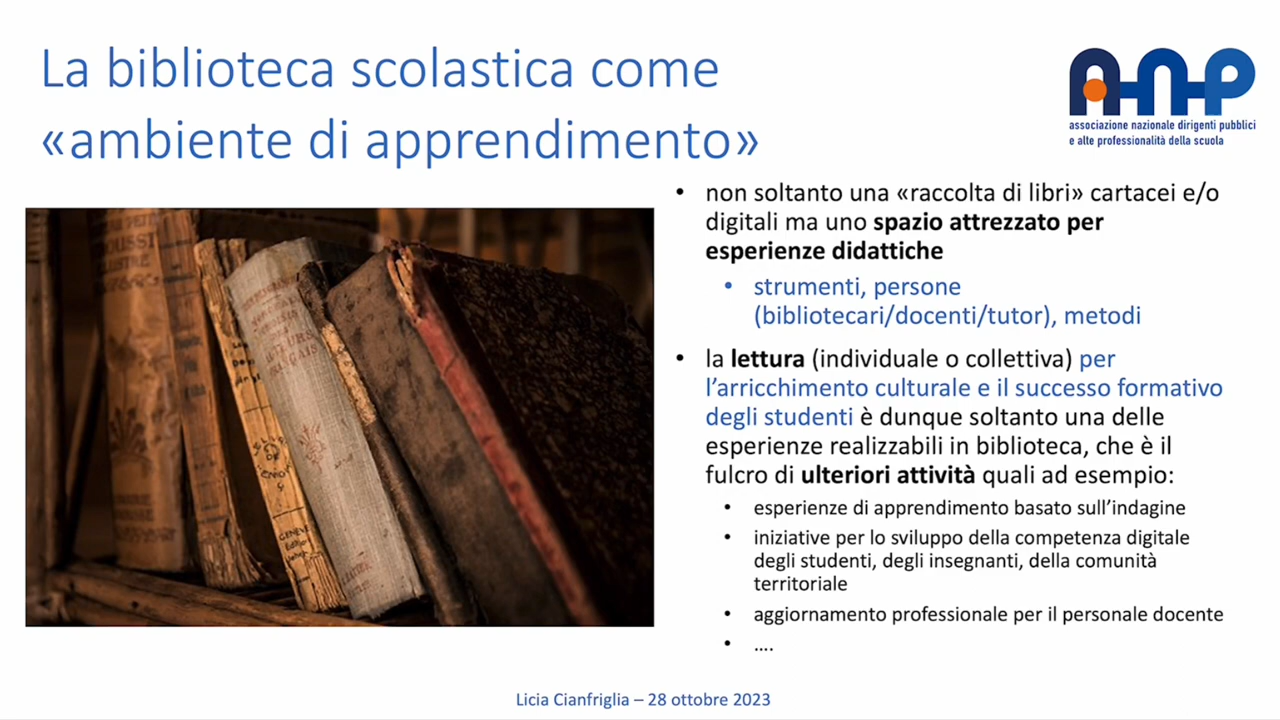 La biblioteca scolastica come
«ambiente di apprendimento»
ANP
associazione nazionale dirigenti pubblici
e alte professionalità della scuola
• non soltanto una «raccolta di libri» cartacei e/o
digitali ma uno spazio attrezzato per
esperienze didattiche
• strumenti, persone
(bibliotecari/docenti/tutor), metodi
• la lettura (individuale o collettiva) per
l’arricchimento culturale e il successo formativo
degli studenti è dunque soltanto una delle
esperienze realizzabili in biblioteca, che è il
fulcro di ulteriori attività quali ad esempio:
• esperienze di apprendimento basato sull’indagine
• iniziative per lo sviluppo della competenza digitale
degli studenti, degli insegnanti, della comunità
territoriale
• aggiornamento professionale per il personale docente
• ….
Licia Cianfriglia – 28 ottobre 2023